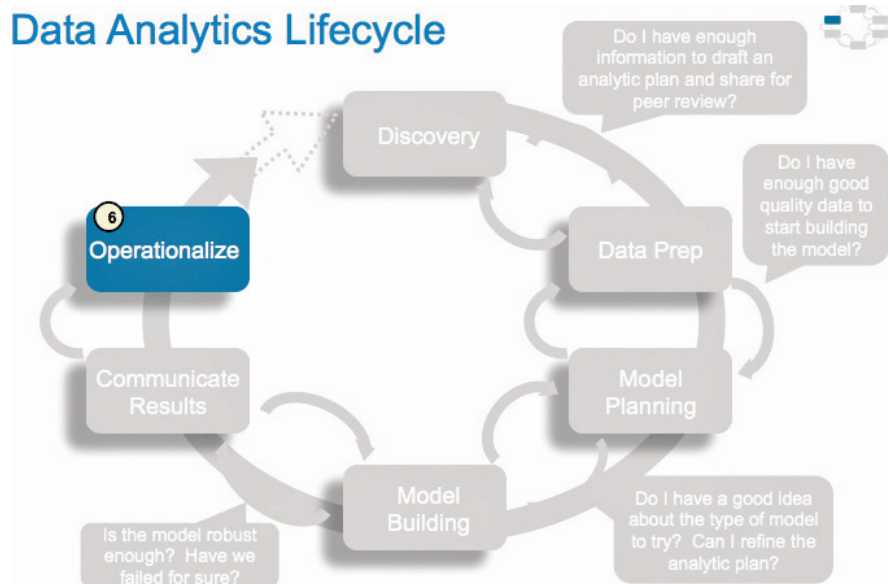 Data Analytics Lifecycle
Do I have enough
information to draft an
analytic plan and share for
peer review?
Discovery
Do I have
enough good
quality data to
start building
the model?
6
Operationalize
Data Prep
Communicate
Results
Model
Planning
Model
Building
Is the model robust
enough? Have we
failed for sure?
Do I have a good idea
about the type of model
to try? Can I refine the
analytic plan?